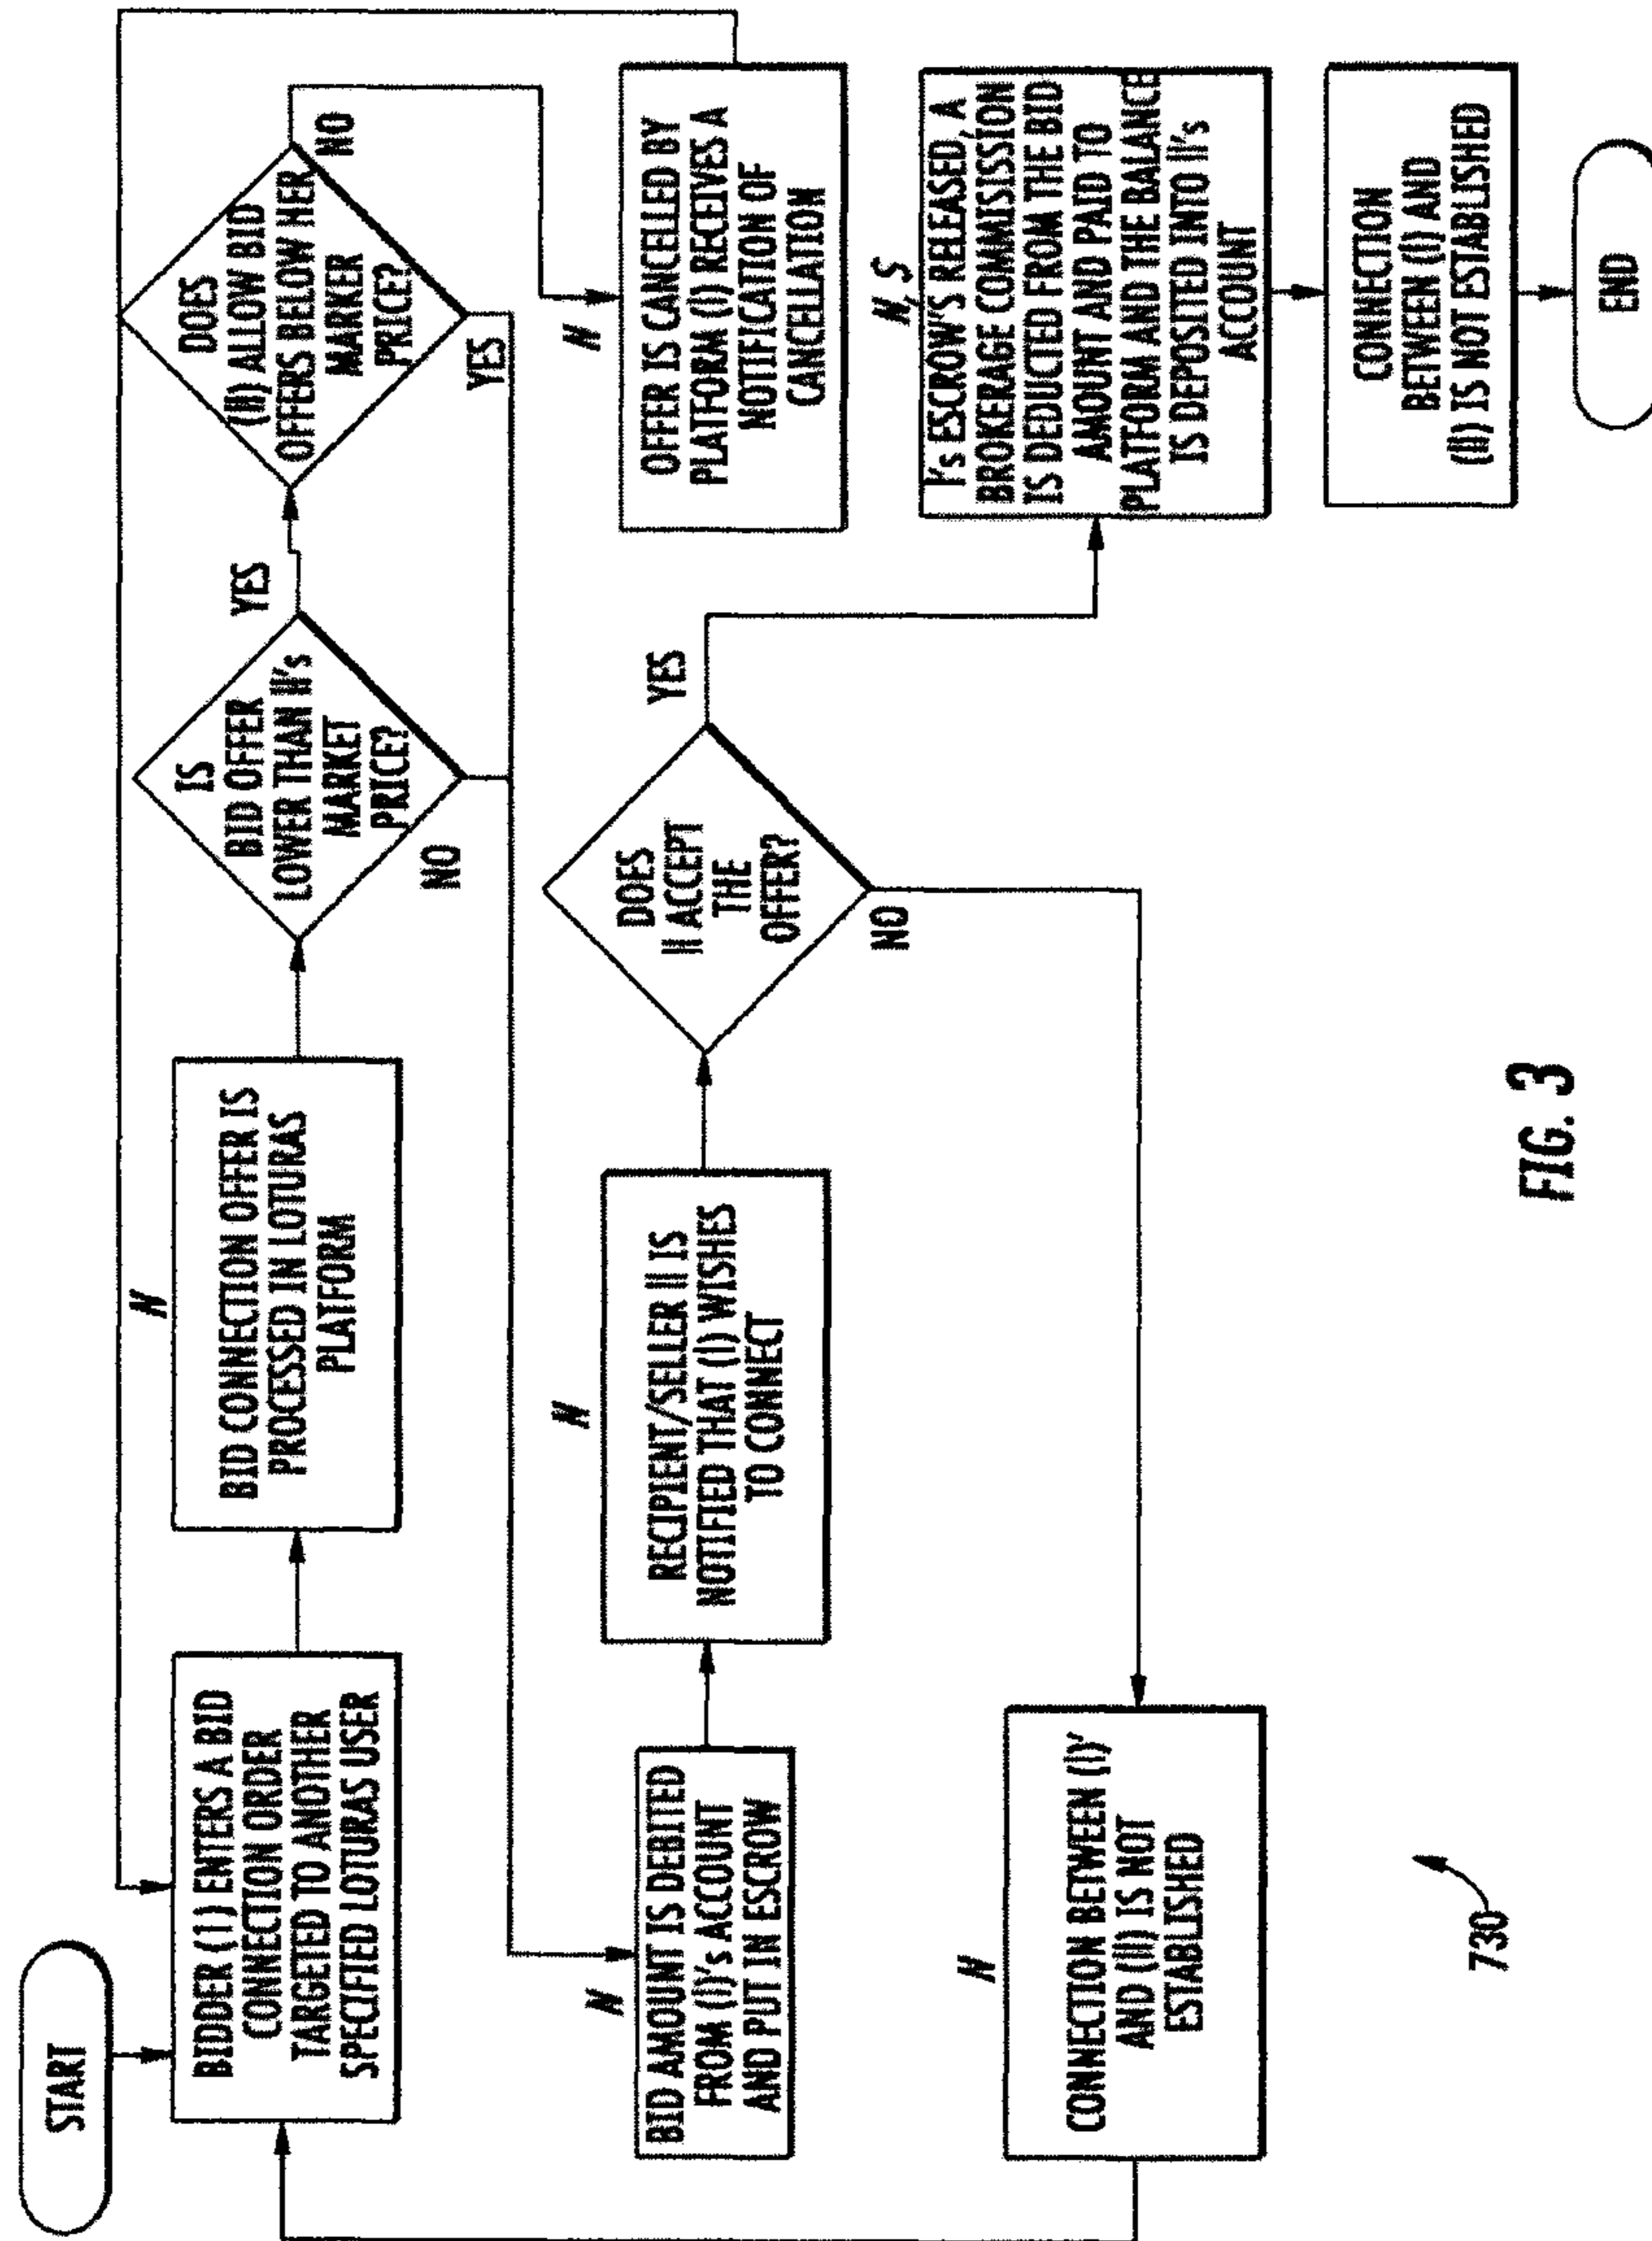 START
BIDDER (1) ENTERS A BID
CONNECTION ORDER
TARGETED TO ANOTHER
SPECIFIED LOTURAS USER
N
BID CONNECTION OFFER IS
PROCESSED IN LOTURAS
PLATFORM
IS
BID OFFER
LOWER THAN II's
MARKET
PRICE?
YES
NO
DOES
(II) ALLOW BID
OFFERS BELOW HER
MARKER
PRICE?
NO
YES
N
OFFER IS CANCELLED BY
PLATFORM (I) RECEIVES A
NOTIFICATION OF
CANCELLATION
N
BID AMOUNT IS DEBITED
FROM (I)'s ACCOUNT
AND PUT IN ESCROW
N
RECIPIENT/SELLER II IS
NOTIFIED THAT (I) WISHES
TO CONNECT
DOES
II ACCEPT
THE
OFFER?
YES
NO
N, $
I's ESCROW'S RELEASED, A
BROKERAGE COMMISISSION
IS DEDUCTED FROM THE BID
AMOUNT AND PAID TO
PLATFORM AND THE BALANCE
IS DEPOSITED INTO II's
ACCOUNT
N
CONNECTION BETWEEN (I)'
AND (II) IS NOT
ESTABLISHED
CONNECTION
BETWEEN (I) AND
(II) IS NOT ESTABLISHED
END
730
FIG. 3